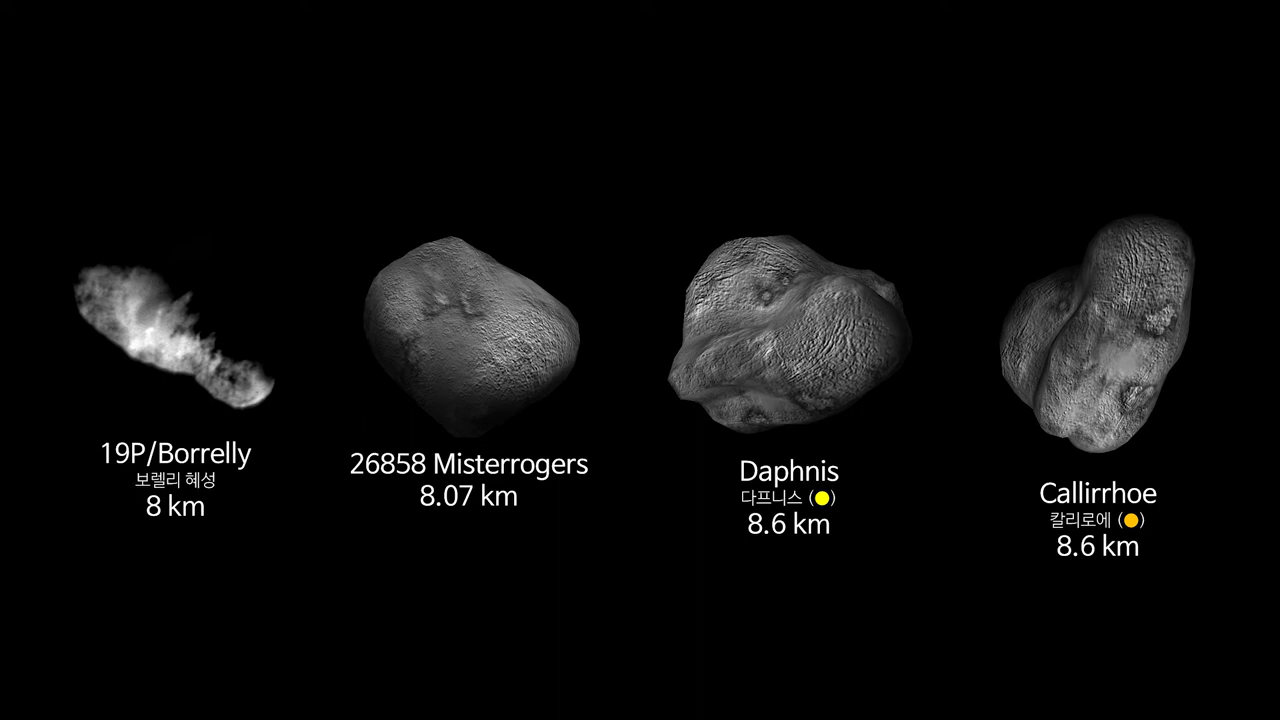 19P/Borrelly
보렐리 혜성
8 km
26858 Misterrogers
8.07 km
Daphnis
다프니스 (●)
8.6 km
Callirrhoe
칼리로에 (●)
8.6 km